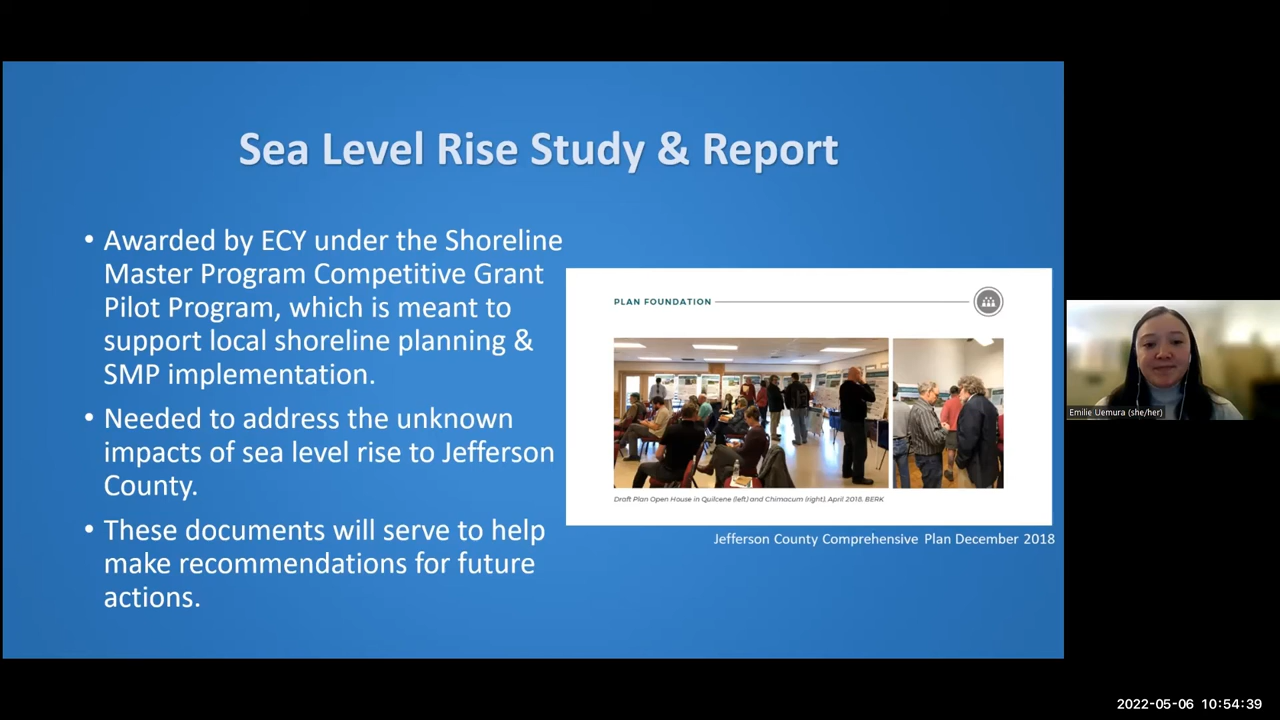 Sea Level Rise Study & Report
• Awarded by ECY under the Shoreline
Master Program Competitive Grant
Pilot Program, which is meant to
support local shoreline planning &
SMP implementation.
• Needed to address the unknown
impacts of sea level rise to Jefferson
County.
• These documents will serve to help
make recommendations for future
actions.
PLAN FOUNDATION
Draft Plan Open House in Quilcene (left) and Chimacum (right), April 2018. BERK
Jefferson County Comprehensive Plan December 2018
Emilie Uemura (she/her)
2022-05-06 10:54:39